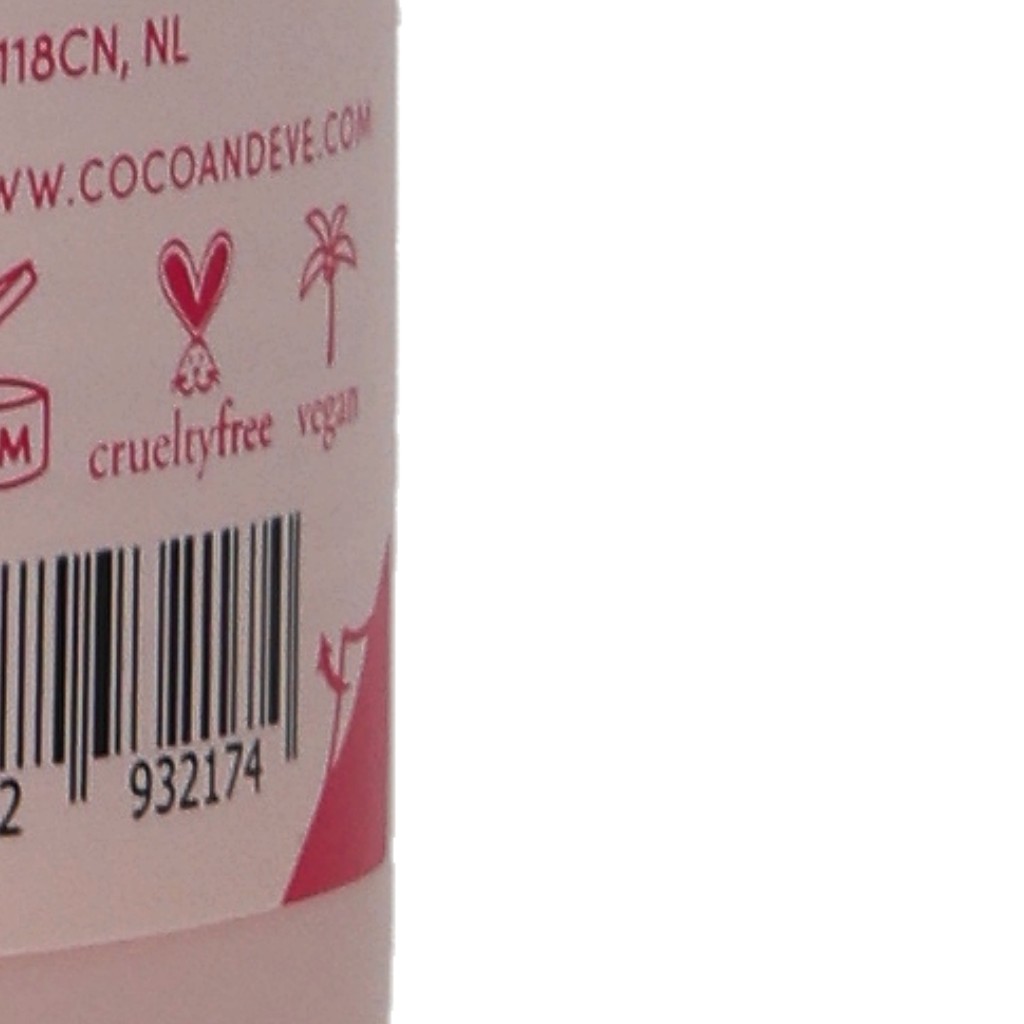 118CN, NL
WW.COCOANDEVE.COM
M
crueltyfree vegan
2 932174